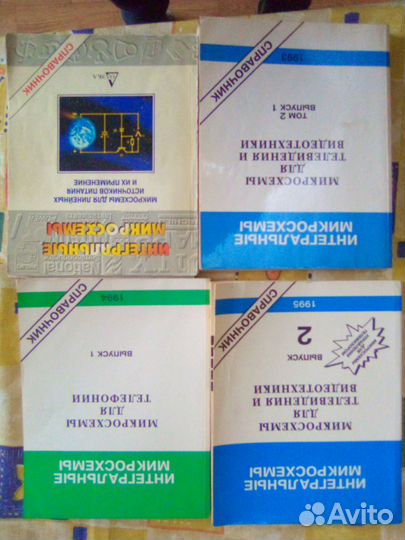 СПРАВОЧНИК
ИНТЕГРАЛЬНЫЕ
МИКРОСХЕМЫ
МИКРОСХЕМЫ ДЛЯ ЛИНЕЙНЫХ
ИСТОЧНИКОВ ПИТАНИЯ
И ИХ ПРИМЕНЕНИЕ
National
ИНТЕГРАЛЬНЫЕ
МИКРОСХЕМЫ
МИКРОСХЕМЫ
ДЛЯ
ТЕЛЕВИДЕНИЯ И
ВИДЕОТЕХНИКИ
ТОМ 2
ВЫПУСК 1
СПРАВОЧНИК
1993
ИНТЕГРАЛЬНЫЕ
МИКРОСХЕМЫ
МИКРОСХЕМЫ
ДЛЯ
ТЕЛЕФОНИИ
ВЫПУСК 1
СПРАВОЧНИК
1994
ИНТЕГРАЛЬНЫЕ
МИКРОСХЕМЫ
МИКРОСХЕМЫ
ДЛЯ
ТЕЛЕВИДЕНИЯ И
ВИДЕОТЕХНИКИ
ВЫПУСК 2
СПРАВОЧНИК
1995
Avito